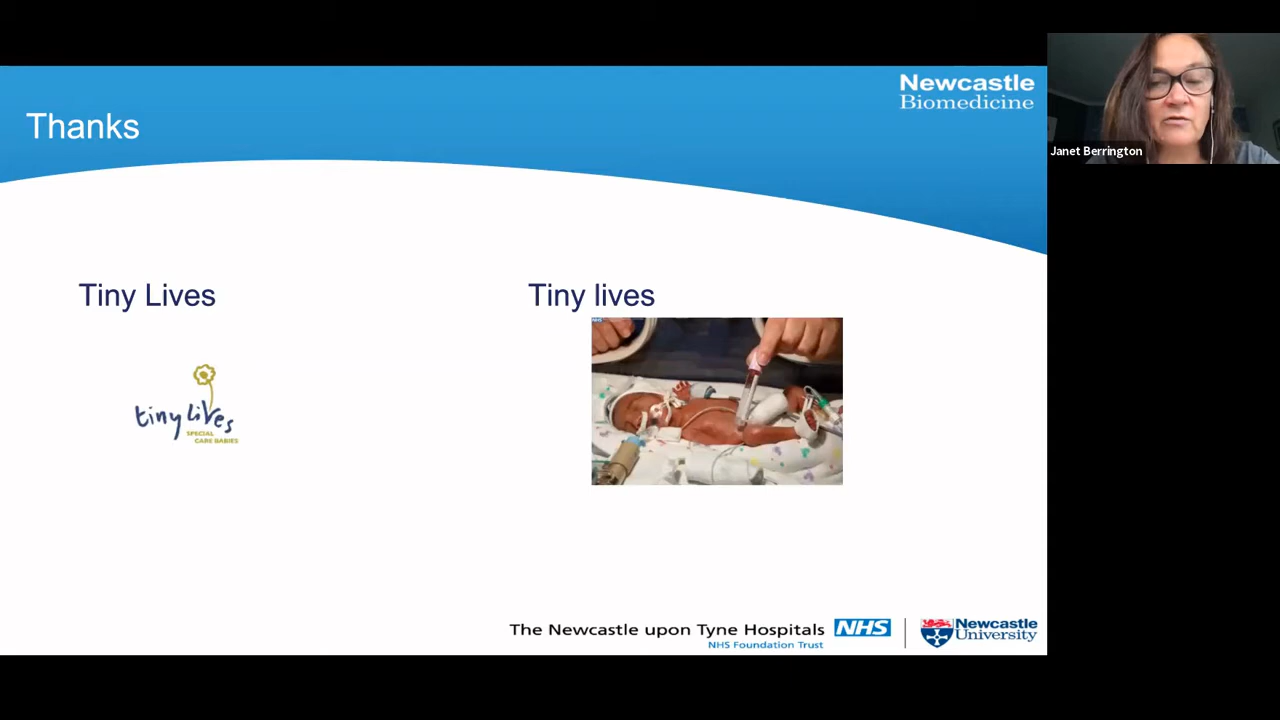 Newcastle
Biomedicine
Thanks
Janet Berrington
Tiny Lives
Tiny lives
NHS
tiny lives
SPECIAL
CARE BABIES
The Newcastle upon Tyne Hospitals
NHS
NHS Foundation Trust
Newcastle
University